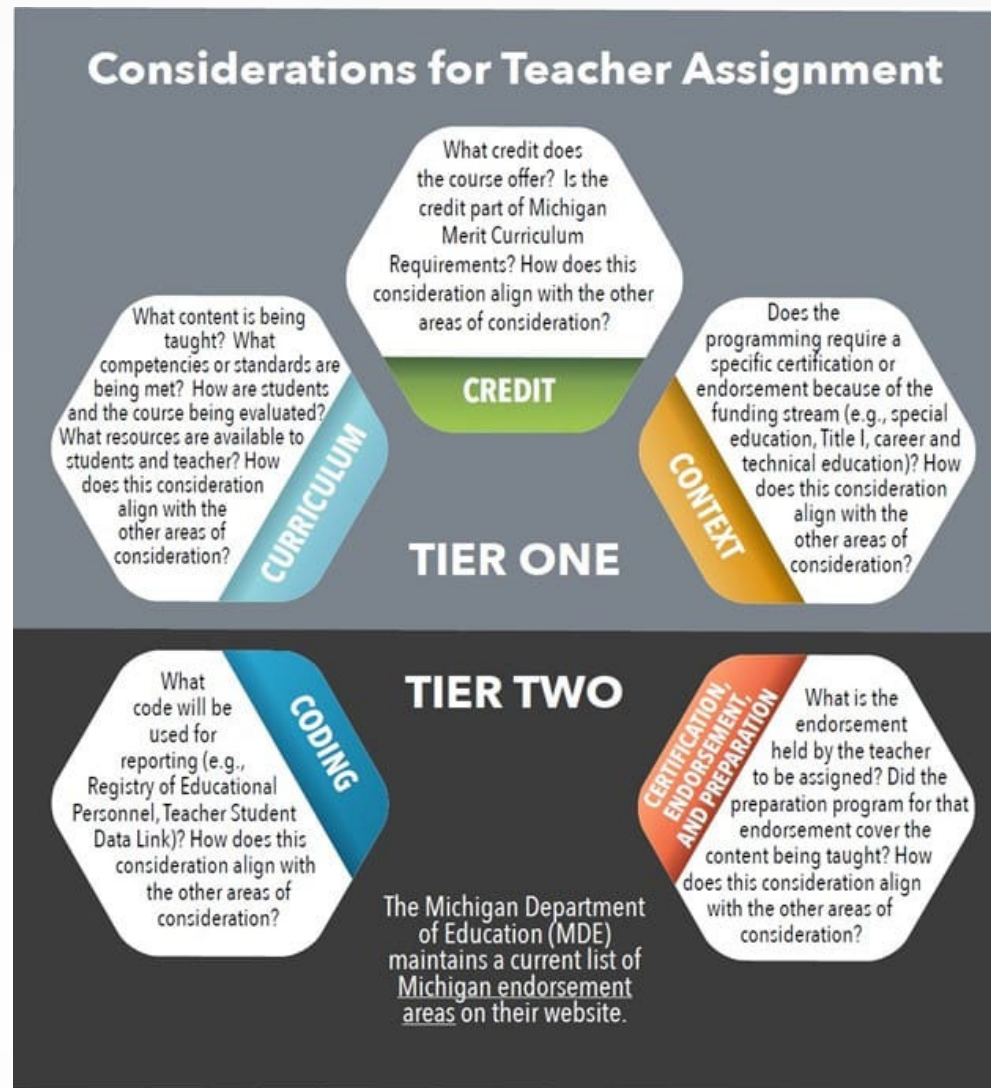 Considerations for Teacher Assignment
What credit does
the course offer? Is the
credit part of Michigan
Merit Curriculum
Requirements? How does this
consideration align with the other
areas of consideration?
CREDIT
What content is being
taught? What
competencies or standards are
being met? How are students
and the course being evaluated?
What resources are available to
students and teacher? How
does this consideration
align with the
other areas of
consideration?
CURRICULUM
Does the
programming require a
specific certification or
endorsement because of the
funding stream (e.g., special
education, Title I, career and
technical education)? How
does this consideration
align with the
other areas of
consideration?
CONTEXT
TIER ONE
TIER TWO
What
code will be
used for
reporting (e.g.,
Registry of Educational
Personnel, Teacher Student
Data Link)? How does this
consideration align with
the other areas of
consideration?
CODING
CERTIFICATION,
ENDORSEMENT,
AND PREPARATION
What is the
endorsement
held by the teacher
to be assigned? Did the
preparation program for that
endorsement cover the
content being taught? How
does this consideration align
with the other areas of
consideration?
The Michigan Department
of Education (MDE)
maintains a current list of
Michigan endorsement
areas on their website.